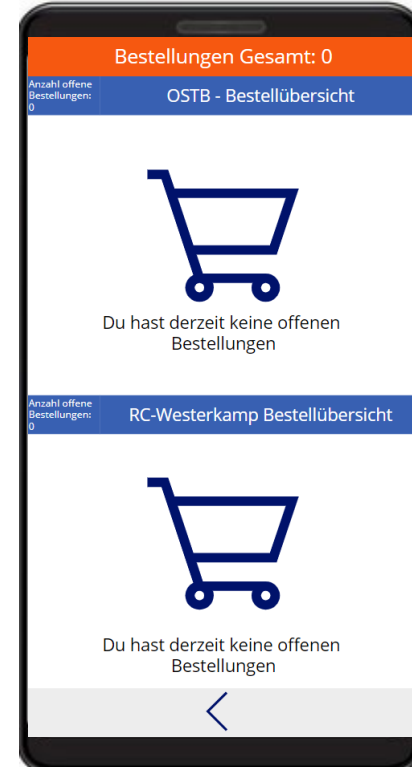 Bestellungen Gesamt: 0
Anzahl offene
Bestellungen:
0
OSTB - Bestellübersicht
Du hast derzeit keine offenen
Bestellungen
Anzahl offene
Bestellungen:
0
RC-Westerkamp Bestellübersicht
Du hast derzeit keine offenen
Bestellungen